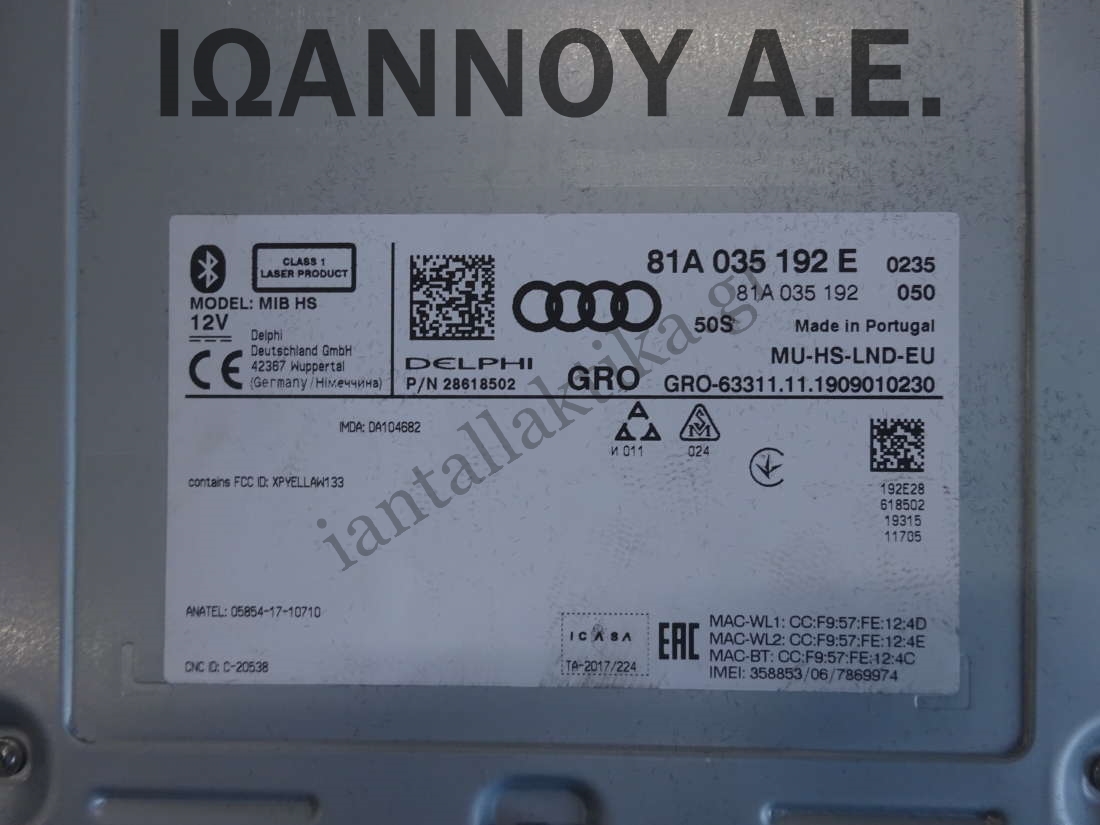 ΙΩΑΝΝΟΥ Α.Ε.
CLASS 1
LASER PRODUCT
MODEL: MIB HS
12V
Delphi
Deutschland GmbH
42367 Wuppertal
(Germany / Німеччина)
DELPHI
P/N 28618502
81A 035 192 E 0235
81A 035 192 050
50S Made in Portugal
MU-HS-LND-EU
GRO GRO-63311.11.1909010230
IMDA: DA104682
И 011
024
contains FCC ID: XPYELLAW133
192E28
618502
19315
11705
iantallaktika.gr
ANATEL: 05854-17-10710
CNC ID: C-20538
ICASA
TA-2017/224
EAC
MAC-WL1: CC:F9:57:FE:12:4D
MAC-WL2: CC:F9:57:FE:12:4E
MAC-BT: CC:F9:57:FE:12:4C
IMEI: 358853/06/7869974